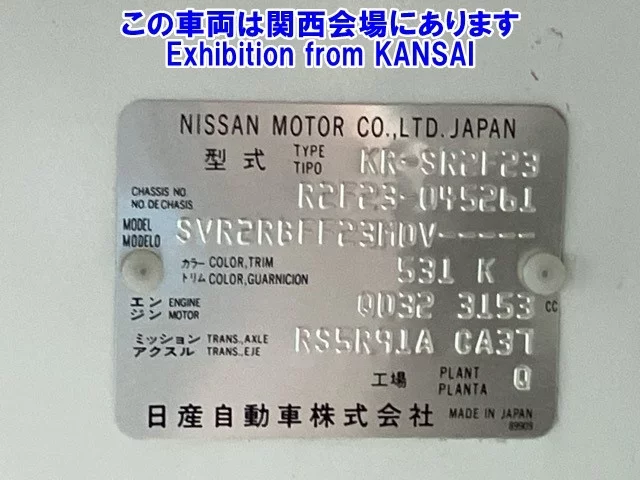 この車両は関西会場にあります
Exhibition from KANSAI
NISSAN MOTOR CO.,LTD. JAPAN
型式 TYPE TIPO KR-SR2F23
CHASSIS NO. NO. DE CHASIS R2F23-045261
MODEL MODELO SVR2RBFF23MDV-----
カラー トリム COLOR,TRIM COLOR,GUARNICION 531 K
エンジン ENGINE MOTOR QD32 3153 CC
ミッション アクスル TRANS.,AXLE TRANS.,EJE RS5R91A CA37
工場 PLANT PLANTA Q
日産自動車株式会社 MADE IN JAPAN
89909